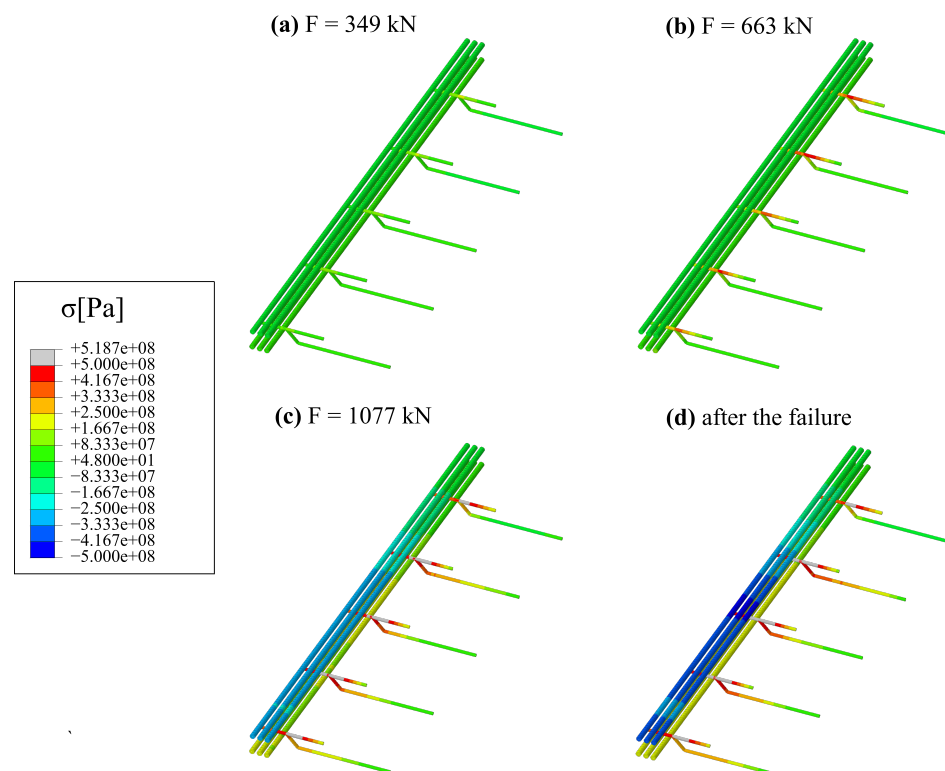 (a) F = 349 kN
(b) F = 663 kN
σ[Pa]
+5.187e+08
+5.000e+08
+4.167e+08
+3.333e+08
+2.500e+08
+1.667e+08
+8.333e+07
+4.800e+01
−8.333e+07
−1.667e+08
−2.500e+08
−3.333e+08
−4.167e+08
−5.000e+08
(c) F = 1077 kN
(d) after the failure